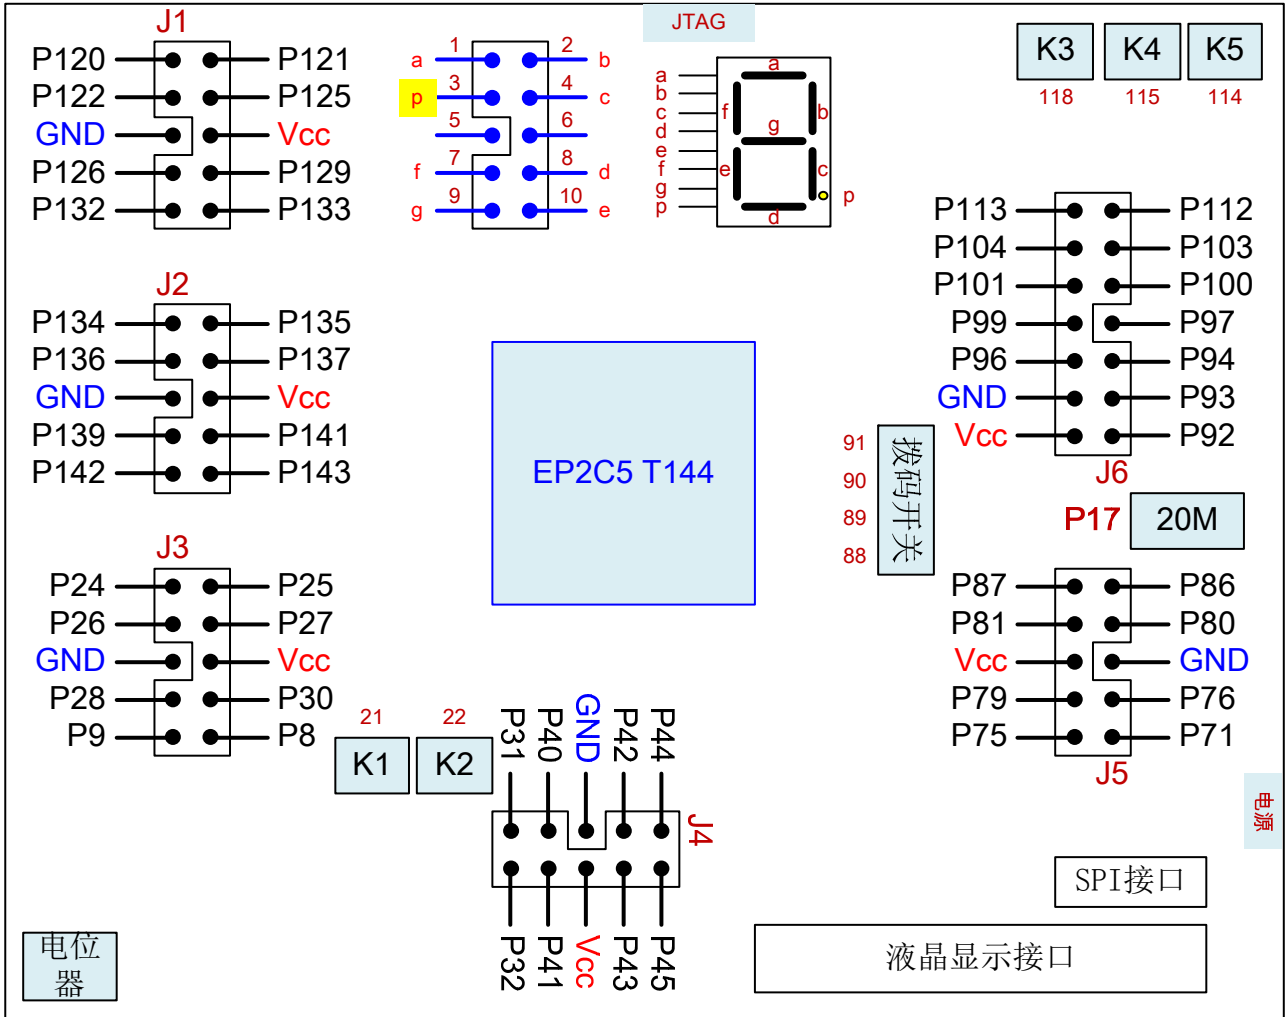 JTAG
J1
P120 P121
P122 P125
GND Vcc
P126 P129
P132 P133
a 1 2 b
p 3 4 c
5 6
f 7 8 d
g 9 10 e
a
b
c
d
e
f
g
p
a
f b
g
e c
d
p
K3 K4 K5
118 115 114
J2
P134 P135
P136 P137
GND Vcc
P139 P141
P142 P143
EP2C5 T144
P113 P112
P104 P103
P101 P100
P99 P97
P96 P94
GND P93
Vcc P92
J6
91
90
89
88
拨码开关
P17 20M
J3
P24 P25
P26 P27
GND Vcc
P28 P30
P9 P8
21 22
K1 K2
P31 P40 GND P42 P44
J4
P32 P41 Vcc P43 P45
P87 P86
P81 P80
Vcc GND
P79 P76
P75 P71
J5
电源
SPI接口
液晶显示接口
电位
器